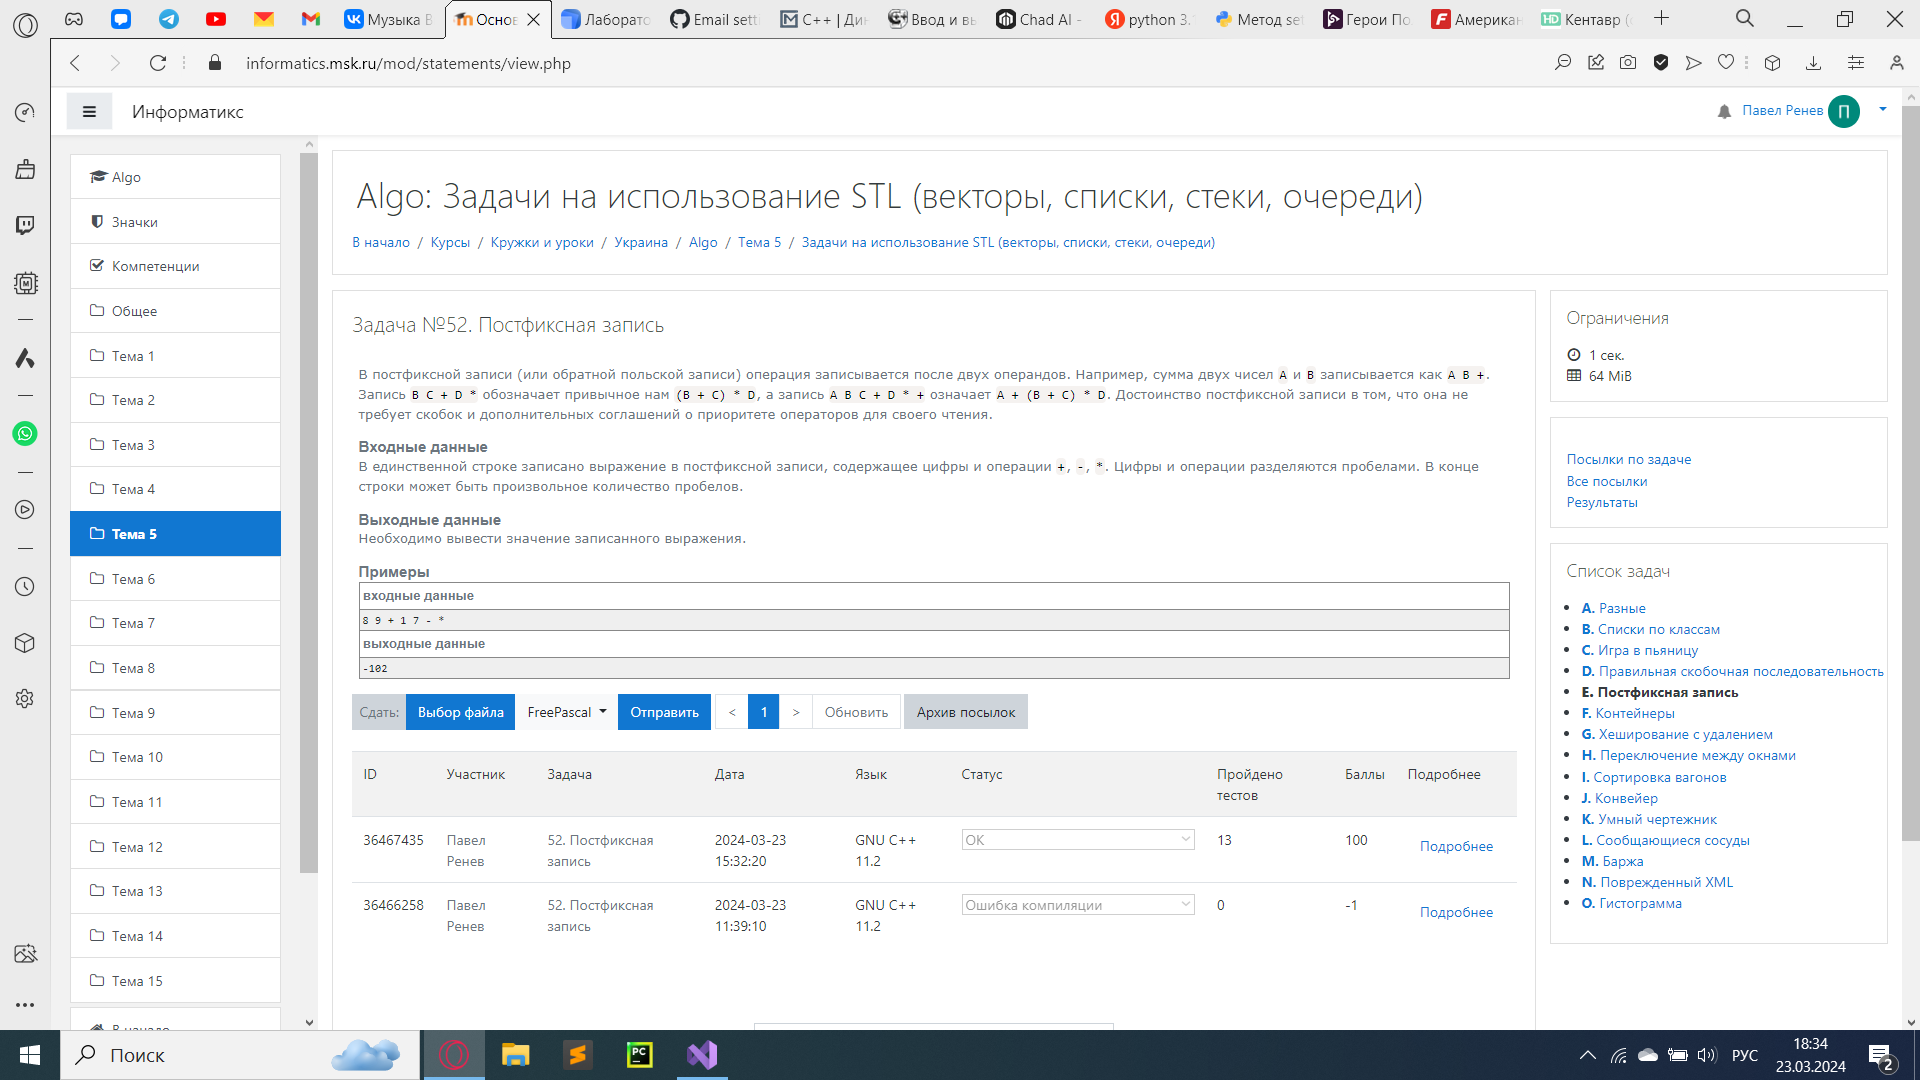 Музыка В
Основ
Лаборато
Email setti
C++ | Дин
Ввод и вы
Chad AI -
python 3.
Метод set
Герои По
Американ
Кентавр (
informatics.msk.ru/mod/statements/view.php
Информатикс
Павел Ренев
П
Algo
Значки
Компетенции
Общее
Тема 1
Тема 2
Тема 3
Тема 4
Тема 5
Тема 6
Тема 7
Тема 8
Тема 9
Тема 10
Тема 11
Тема 12
Тема 13
Тема 14
Тема 15
В начало
Algo: Задачи на использование STL (векторы, списки, стеки, очереди)
В начало / Курсы / Кружки и уроки / Украина / Algo / Тема 5 / Задачи на использование STL (векторы, списки, стеки, очереди)
Задача №52. Постфиксная запись
В постфиксной записи (или обратной польской записи) операция записывается после двух операндов. Например, сумма двух чисел A и B записывается как A B +.
Запись B C + D * обозначает привычное нам (B + C) * D, а запись A B C + D * + означает A + (B + C) * D. Достоинство постфиксной записи в том, что она не
требует скобок и дополнительных соглашений о приоритете операторов для своего чтения.
Входные данные
В единственной строке записано выражение в постфиксной записи, содержащее цифры и операции +, -, *. Цифры и операции разделяются пробелами. В конце
строки может быть произвольное количество пробелов.
Выходные данные
Необходимо вывести значение записанного выражения.
Примеры
входные данные
8 9 + 1 7 - *
выходные данные
-102
Сдать: Выбор файла FreePascal Отправить < 1 > Обновить Архив посылок
ID Участник Задача Дата Язык Статус Пройдено тестов Баллы Подробнее
36467435 Павел Ренев 52. Постфиксная запись 2024-03-23 15:32:20 GNU C++ 11.2 OK 13 100 Подробнее
36466258 Павел Ренев 52. Постфиксная запись 2024-03-23 11:39:10 GNU C++ 11.2 Ошибка компиляции 0 -1 Подробнее
Ограничения
1 сек.
64 MiB
Посылки по задаче
Все посылки
Результаты
Список задач
A. Разные
B. Списки по классам
C. Игра в пьяницу
D. Правильная скобочная последовательность
E. Постфиксная запись
F. Контейнеры
G. Хеширование с удалением
H. Переключение между окнами
I. Сортировка вагонов
J. Конвейер
K. Умный чертежник
L. Сообщающиеся сосуды
M. Баржа
N. Поврежденный XML
O. Гистограмма
Поиск
РУС
18:34
23.03.2024
2